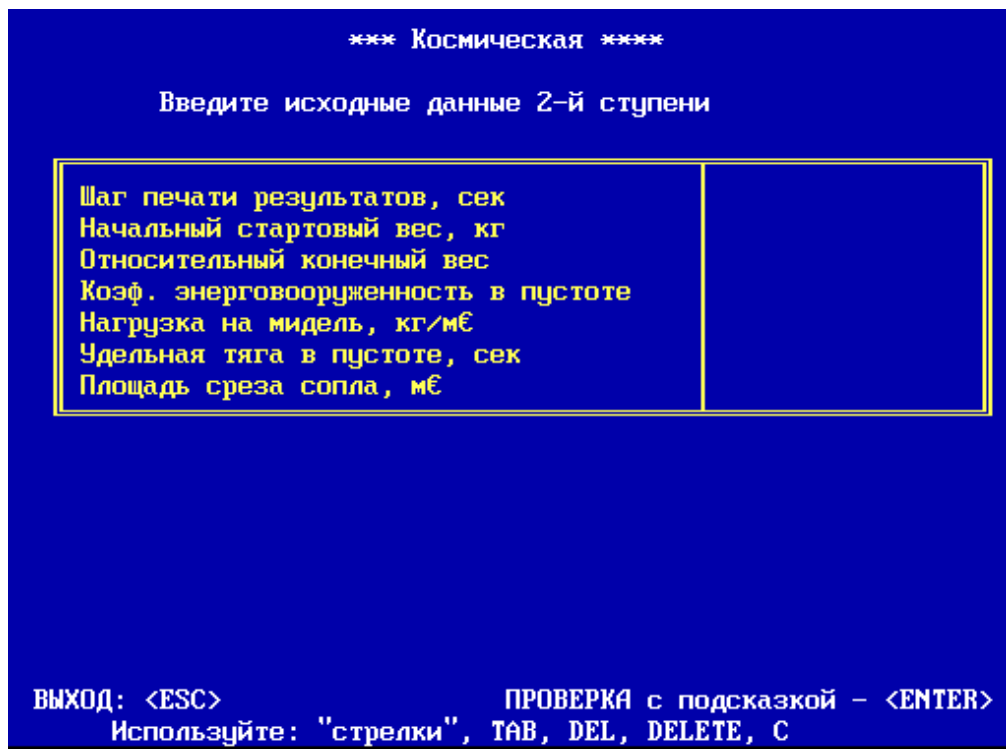 *** Космическая ****
Введите исходные данные 2-й ступени
Шаг печати результатов, сек
Начальный стартовый вес, кг
Относительный конечный вес
Коэф. энерговооруженность в пустоте
Нагрузка на мидель, кг/м€
Удельная тяга в пустоте, сек
Площадь среза сопла, м€
ВЫХОД: <ESC> ПРОВЕРКА с подсказкой - <ENTER>
Используйте: "стрелки", TAB, DEL, DELETE, C